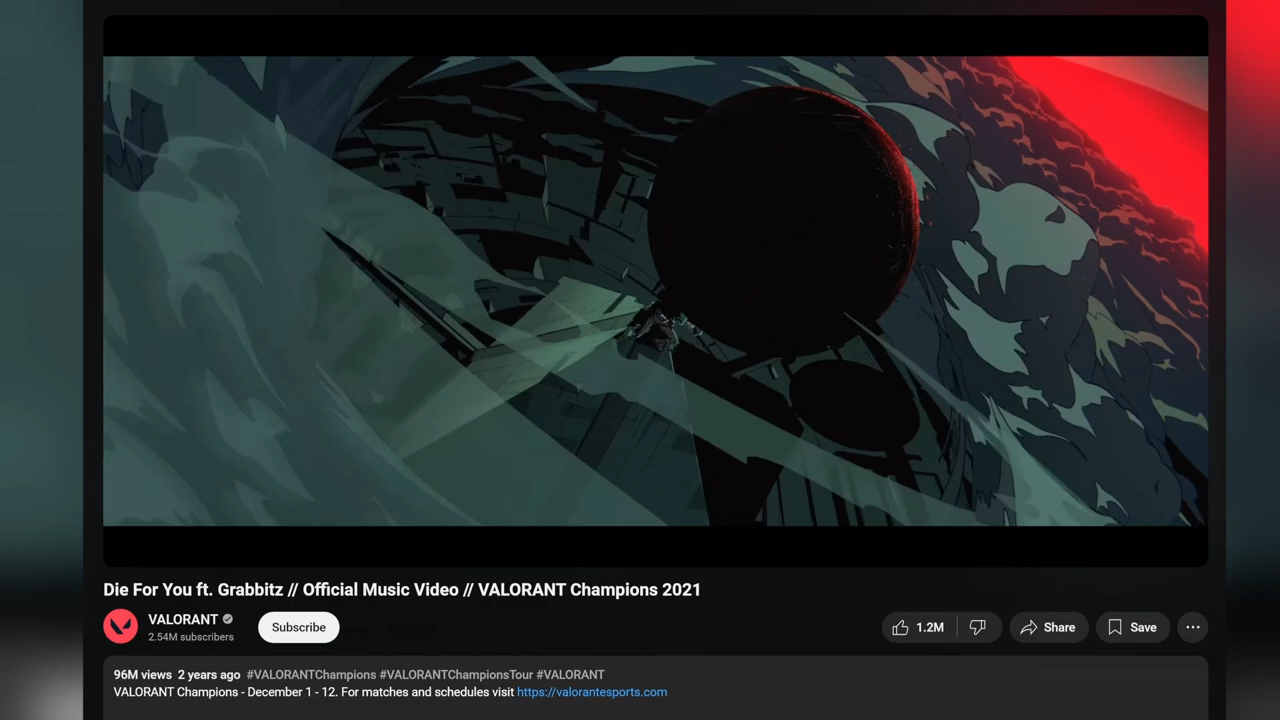 Die For You ft. Grabbitz // Official Music Video // VALORANT Champions 2021
VALORANT
2.54M subscribers
Subscribe
1.2M
Share
Save
96M views 2 years ago #VALORANTChampions #VALORANTChampionsTour #VALORANT
VALORANT Champions - December 1 - 12. For matches and schedules visit https://valorantesports.com